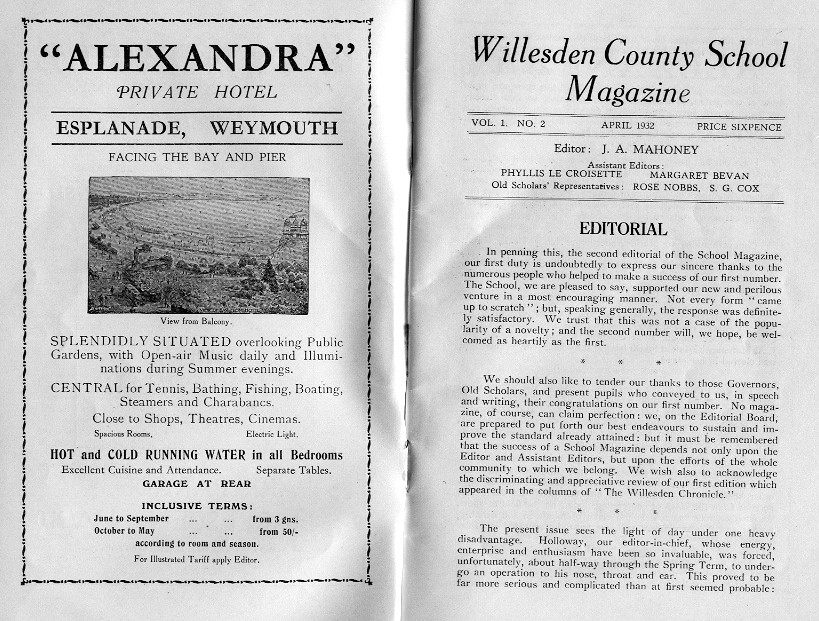 “ALEXANDRA”
PRIVATE HOTEL
ESPLANADE, WEYMOUTH
FACING THE BAY AND PIER
View from Balcony.
SPLENDIDLY SITUATED overlooking Public
Gardens, with Open-air Music daily and Illumi-
nations during Summer evenings.
CENTRAL for Tennis, Bathing, Fishing, Boating,
Steamers and Charabancs.
Close to Shops, Theatres, Cinemas.
Spacious Rooms, Electric Light.
HOT and COLD RUNNING WATER in all Bedrooms
Excellent Cuisine and Attendance. Separate Tables.
GARAGE AT REAR
INCLUSIVE TERMS:
June to September ... ... from 3 gns.
October to May ... ... from 50/-
according to room and season.
For Illustrated Tariff apply Editor.
Willesden County School
Magazine
VOL. 1. NO. 2 APRIL 1932 PRICE SIXPENCE
Editor: J. A. MAHONEY
Assistant Editors:
PHYLLIS LE CROISETTE MARGARET BEVAN
Old Scholars' Representatives: ROSE NOBBS, S. G. COX
EDITORIAL
In penning this, the second editorial of the School Magazine,
our first duty is undoubtedly to express our sincere thanks to the
numerous people who helped to make a success of our first number.
The School, we are pleased to say, supported our new and perilous
venture in a most encouraging manner. Not every form “came
up to scratch”; but, speaking generally, the response was definite-
ly satisfactory. We trust that this was not a case of the popu-
larity of a novelty; and the second number will, we hope, be wel-
comed as heartily as the first.
* * *
We should also like to tender our thanks to those Governors,
Old Scholars, and present pupils who conveyed to us, in speech
and writing, their congratulations on our first number. No maga-
zine, of course, can claim perfection: we, on the Editorial Board,
are prepared to put forth our best endeavours to sustain and im-
prove the standard already attained: but it must be remembered
that the success of a School Magazine depends not only upon the
Editor and Assistant Editors, but upon the efforts of the whole
community to which we belong. We wish also to acknowledge
the discriminating and appreciative review of our first edition which
appeared in the columns of “The Willesden Chronicle.”
* * *
The present issue sees the light of day under one heavy
disadvantage. Holloway, our editor-in-chief, whose energy,
enterprise and enthusiasm have been so invaluable, was forced,
unfortunately, about half-way through the Spring Term, to under-
go an operation to his nose, throat and ear. This proved to be
far more serious and complicated than at first seemed probable: